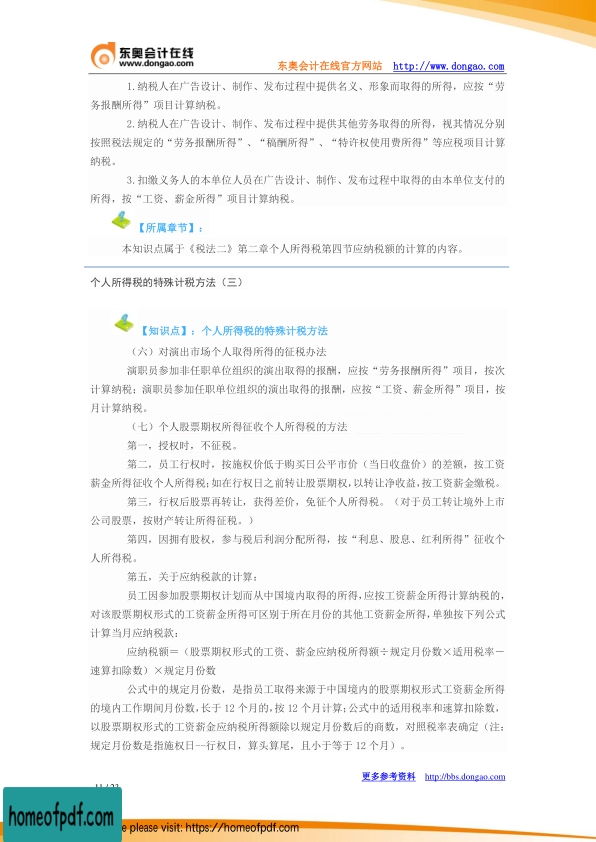 东奥会计在线
www.dongao.com
东奥会计在线官方网站 http://www.dongao.com
1.纳税人在广告设计、制作、发布过程中提供名义、形象而取得的所得，应按“劳
务报酬所得”项目计算纳税。
2.纳税人在广告设计、制作、发布过程中提供其他劳务取得的所得，视其情况分别
按照税法规定的“劳务报酬所得”、“稿酬所得”、“特许权使用费所得”等应税项目计算
纳税。
3.扣缴义务人的本单位人员在广告设计、制作、发布过程中取得的由本单位支付的
所得，按“工资、薪金所得”项目计算纳税。
【所属章节】：
本知识点属于《税法二》第二章个人所得税第四节应纳税额的计算的内容。
个人所得税的特殊计税方法（三）
【知识点】：个人所得税的特殊计税方法
（六）对演出市场个人取得所得的征税办法
演职员参加非任职单位组织的演出取得的报酬，应按“劳务报酬所得”项目，按次
计算纳税；演职员参加任职单位组织的演出取得的报酬，应按“工资、薪金所得”项目，按
月计算纳税。
（七）个人股票期权所得征收个人所得税的方法
第一，授权时，不征税。
第二，员工行权时，按施权价低于购买日公平市价（当日收盘价）的差额，按工资
薪金所得征收个人所得税；如在行权日之前转让股票期权，以转让净收益，按工资薪金缴税。
第三，行权后股票再转让，获得差价，免征个人所得税。（对于员工转让境外上市
公司股票，按财产转让所得征税。）
第四，因拥有股权，参与税后利润分配所得，按“利息、股息、红利所得”征收个
人所得税。
第五，关于应纳税款的计算：
员工因参加股票期权计划而从中国境内取得的所得，应按工资薪金所得计算纳税的，
对该股票期权形式的工资薪金所得可区别于所在月份的其他工资薪金所得，单独按下列公式
计算当月应纳税款：
应纳税额＝（股票期权形式的工资、薪金应纳税所得额÷规定月份数×适用税率－
速算扣除数）×规定月份数
公式中的规定月份数，是指员工取得来源于中国境内的股票期权形式工资薪金所得
的境内工作期间月份数，长于 12 个月的，按 12 个月计算；公式中的适用税率和速算扣除数，
以股票期权形式的工资薪金应纳税所得额除以规定月份数后的商数，对照税率表确定（注：
规定月份数是指施权日--行权日，算头算尾，且小于等于 12 个月）。
更多参考资料 http://bbs.dongao.com
11 / 23
homeofpdf.com
e please visit: https://homeofpdf.com